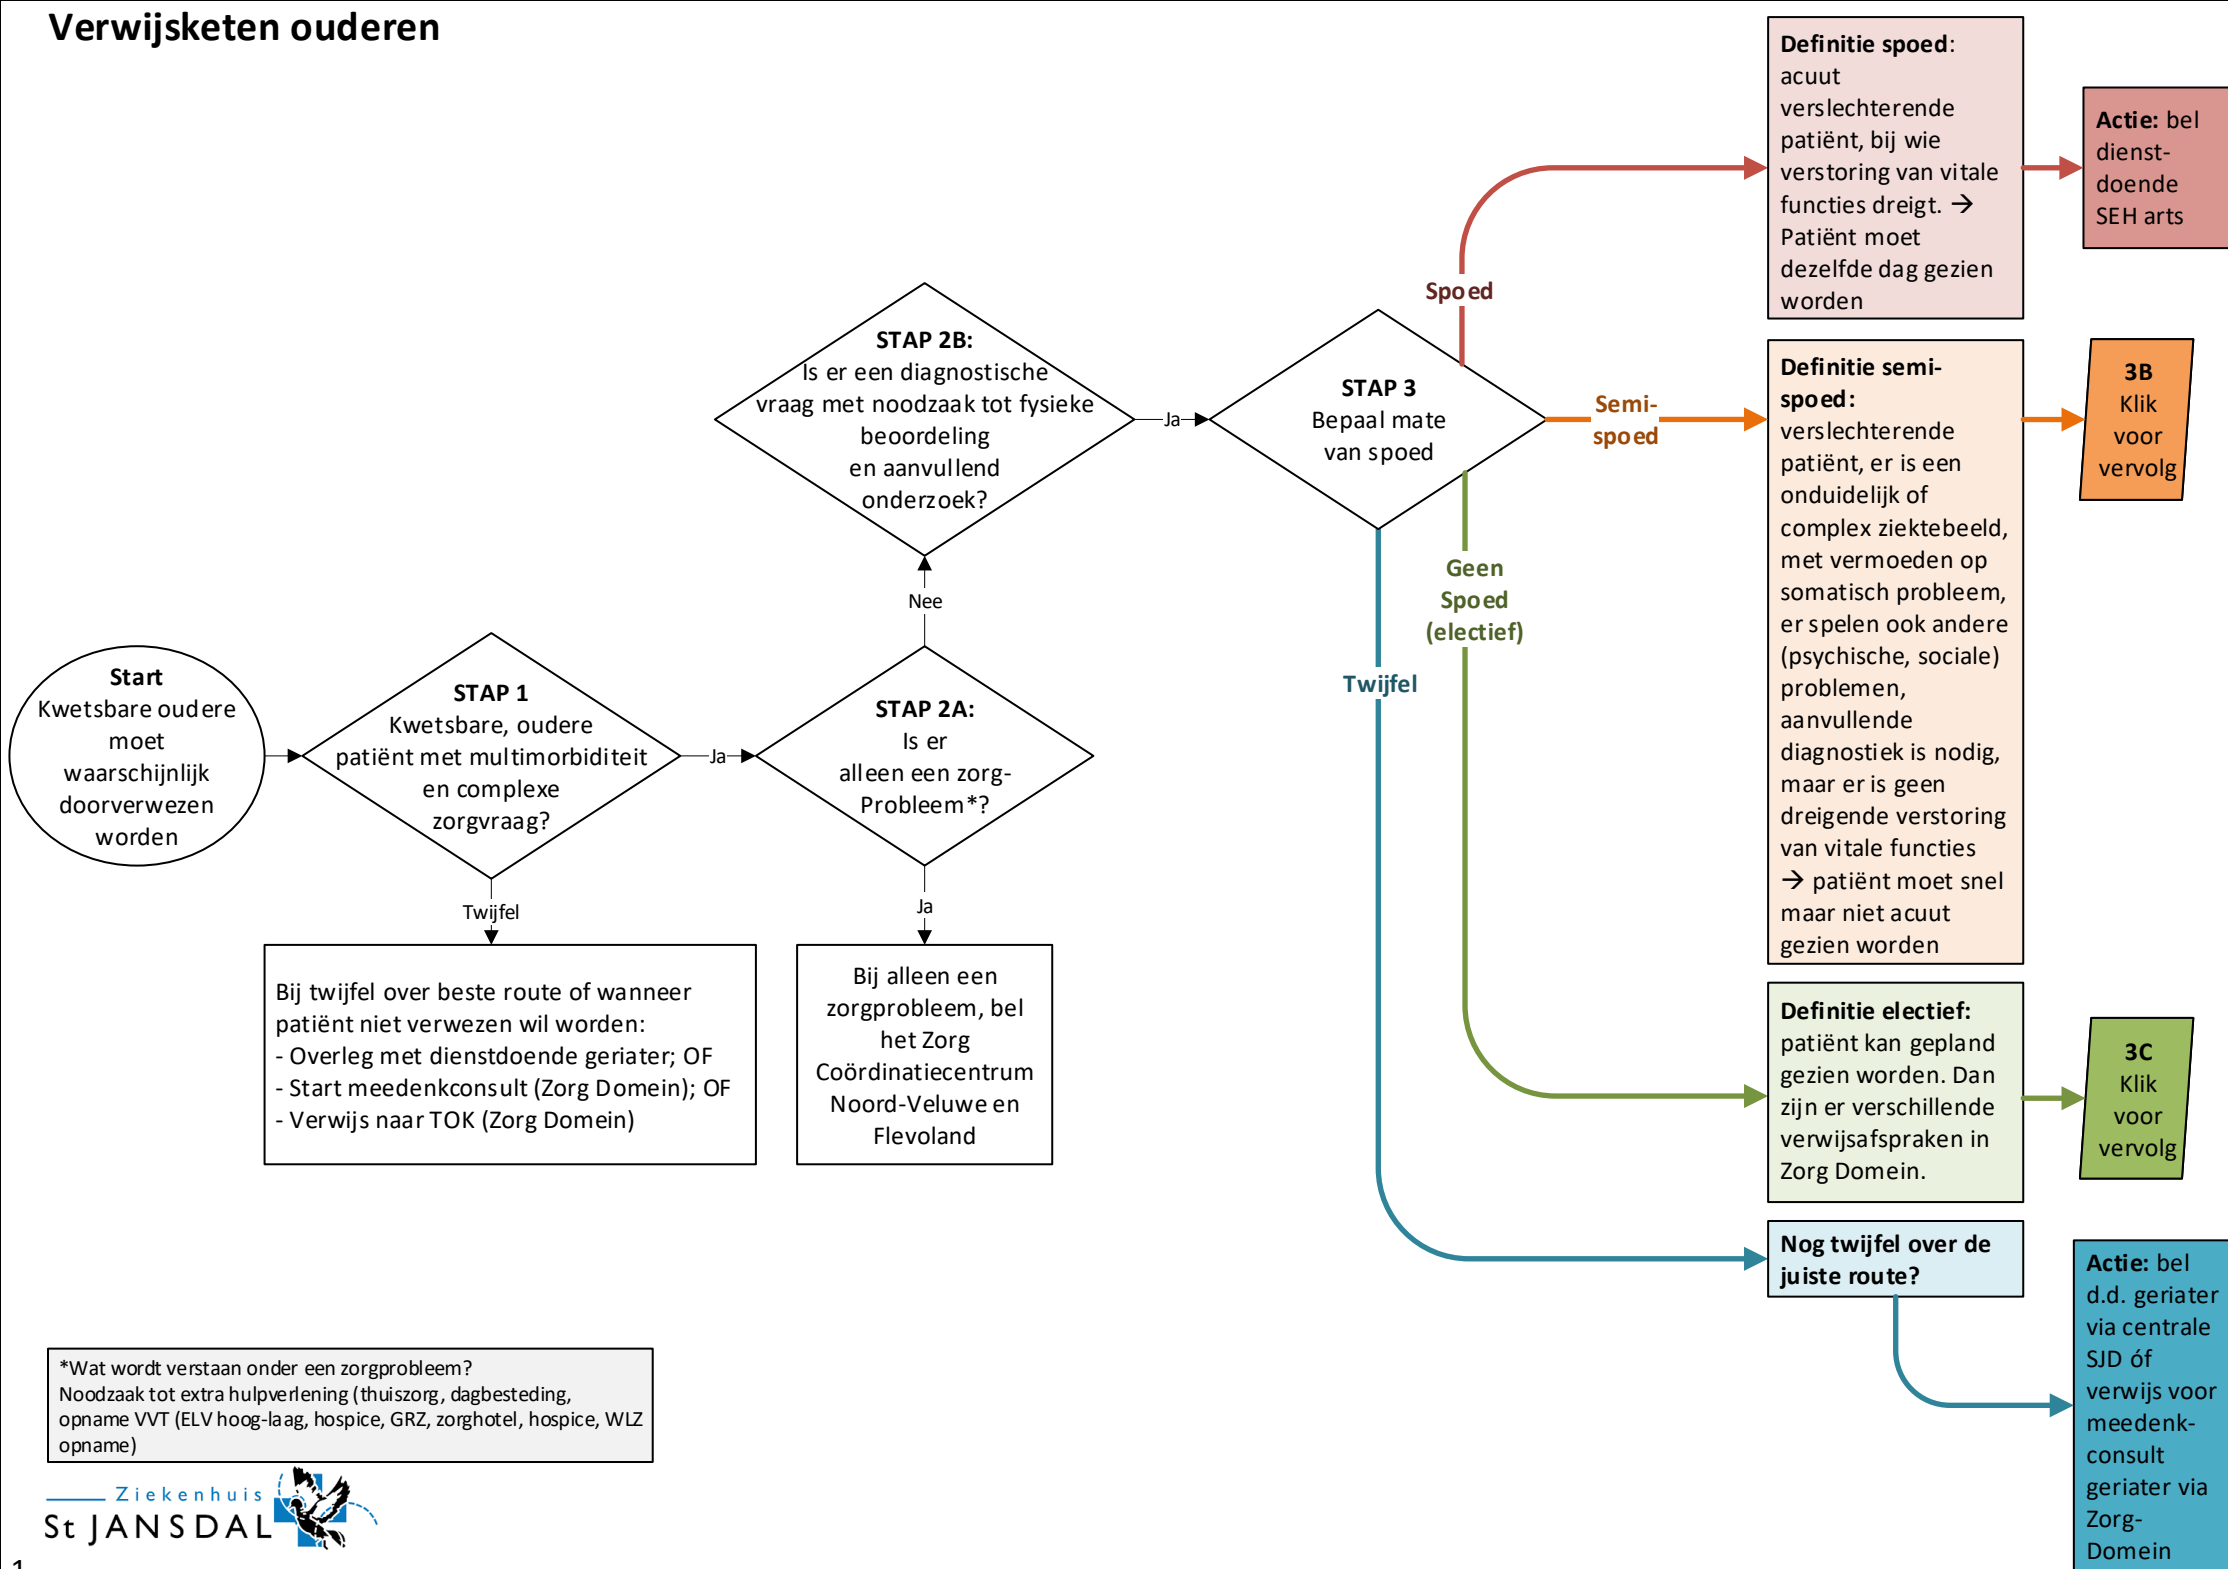 Verwijsketen ouderen
Start
Kwetsbare oudere
moet
waarschijnlijk
doorverwezen
worden
STAP 1
Kwetsbare, oudere
patiënt met multimorbiditeit
en complexe
zorgvraag?
Twijfel
Bij twijfel over beste route of wanneer
patiënt niet verwezen wil worden:
- Overleg met dienstdoende geriater; OF
- Start meedenkconsult (Zorg Domein); OF
- Verwijs naar TOK (Zorg Domein)
Ja
STAP 2A:
Is er
alleen een zorg-
Probleem*?
Ja
Bij alleen een
zorgprobleem, bel
het Zorg
Coördinatiecentrum
Noord-Veluwe en
Flevoland
Nee
STAP 2B:
Is er een diagnostische
vraag met noodzaak tot fysieke
beoordeling
en aanvullend
onderzoek?
Ja
STAP 3
Bepaal mate
van spoed
Spoed
Definitie spoed:
acuut
verslechterende
patiënt, bij wie
verstoring van vitale
functies dreigt. →
Patiënt moet
dezelfde dag gezien
worden
Actie: bel
dienst-
doende
SEH arts
Semi-
spoed
Definitie semi-
spoed:
verslechterende
patiënt, er is een
onduidelijk of
complex ziektebeeld,
met vermoeden op
somatisch probleem,
er spelen ook andere
(psychische, sociale)
problemen,
aanvullende
diagnostiek is nodig,
maar er is geen
dreigende verstoring
van vitale functies
→ patiënt moet snel
maar niet acuut
gezien worden
3B
Klik
voor
vervolg
Geen
Spoed
(electief)
Definitie electief:
patiënt kan gepland
gezien worden. Dan
zijn er verschillende
verwijsafspraken in
Zorg Domein.
3C
Klik
voor
vervolg
Twijfel
Nog twijfel over de
juiste route?
Actie: bel
d.d. geriater
via centrale
SJD óf
verwijs voor
meedenk-
consult
geriater via
Zorg-
Domein
*Wat wordt verstaan onder een zorgprobleem?
Noodzaak tot extra hulpverlening (thuiszorg, dagbesteding,
opname VVT (ELV hoog-laag, hospice, GRZ, zorghotel, hospice, WLZ
opname)
Ziekenhuis
St JANSDAL
1